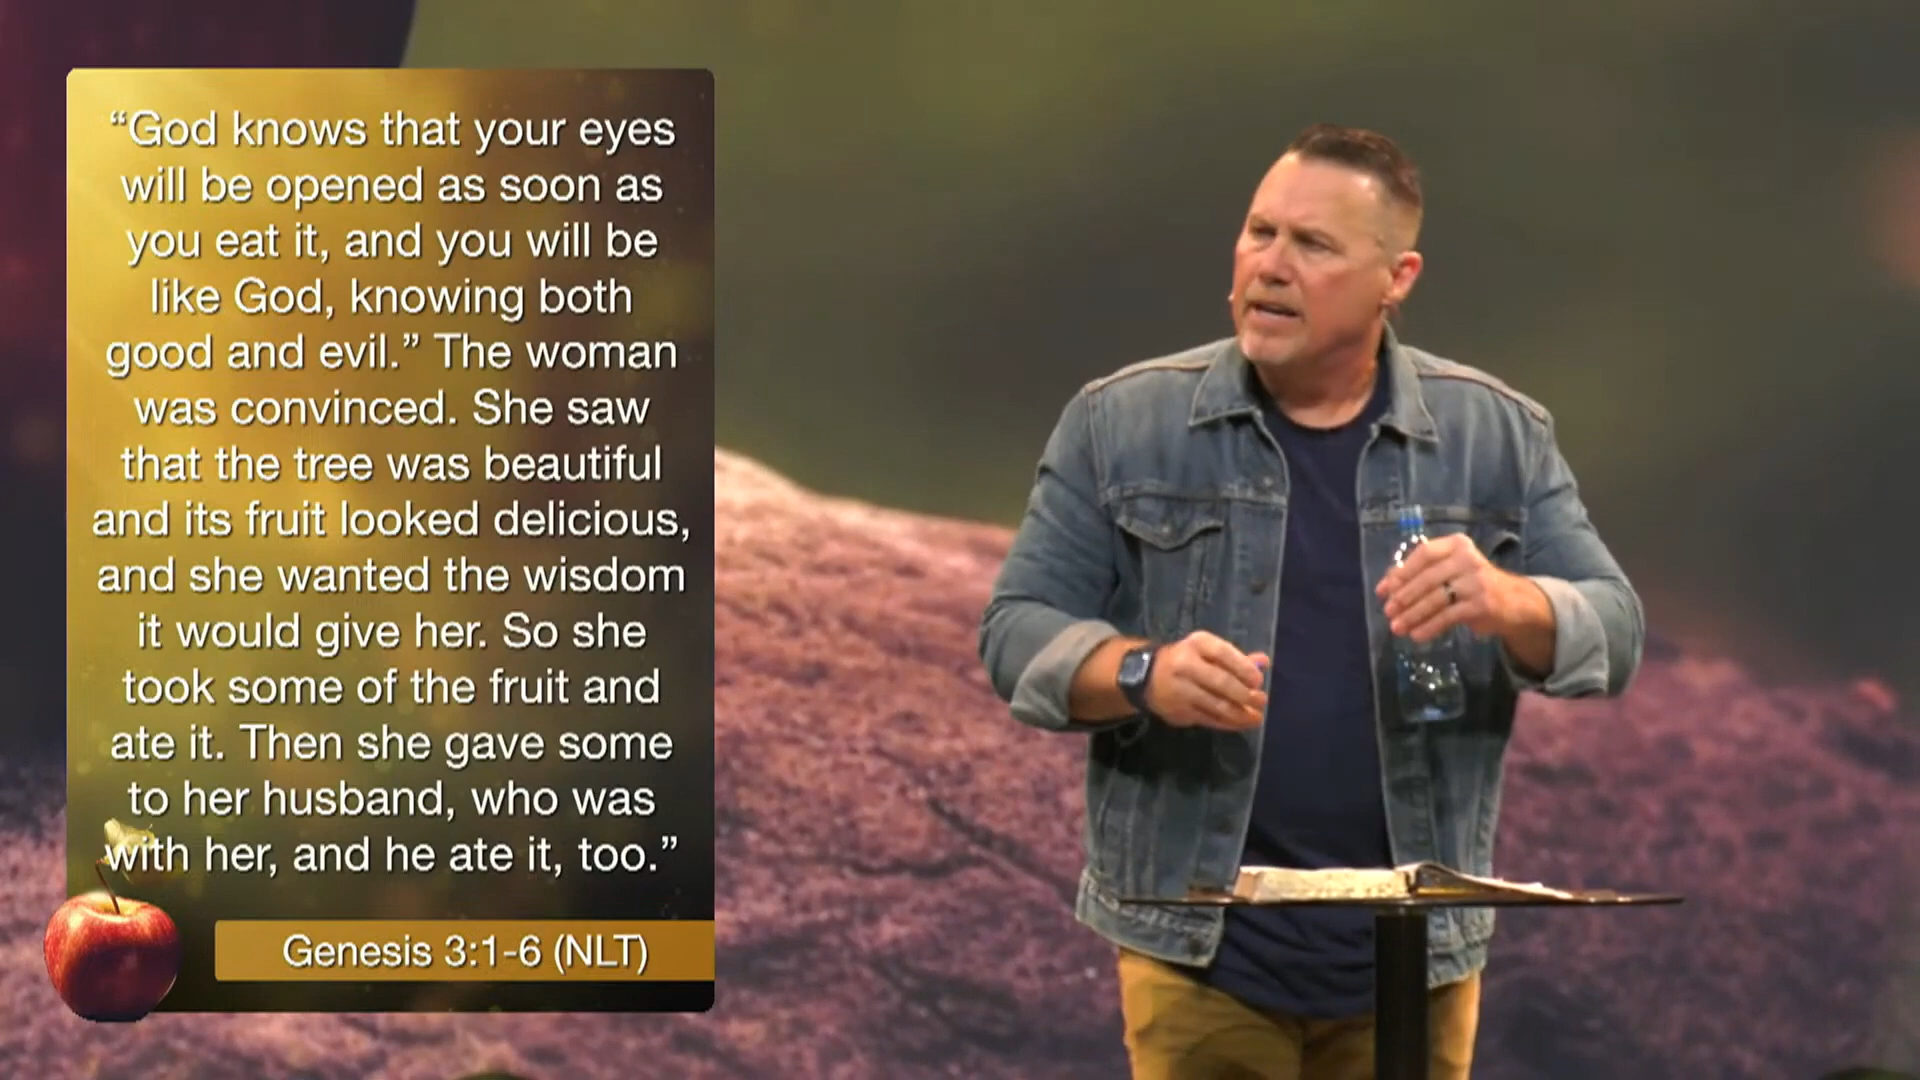 “God knows that your eyes
will be opened as soon as
you eat it, and you will be
like God, knowing both
good and evil.” The woman
was convinced. She saw
that the tree was beautiful
and its fruit looked delicious,
and she wanted the wisdom
it would give her. So she
took some of the fruit and
ate it. Then she gave some
to her husband, who was
with her, and he ate it, too.”
Genesis 3:1-6 (NLT)